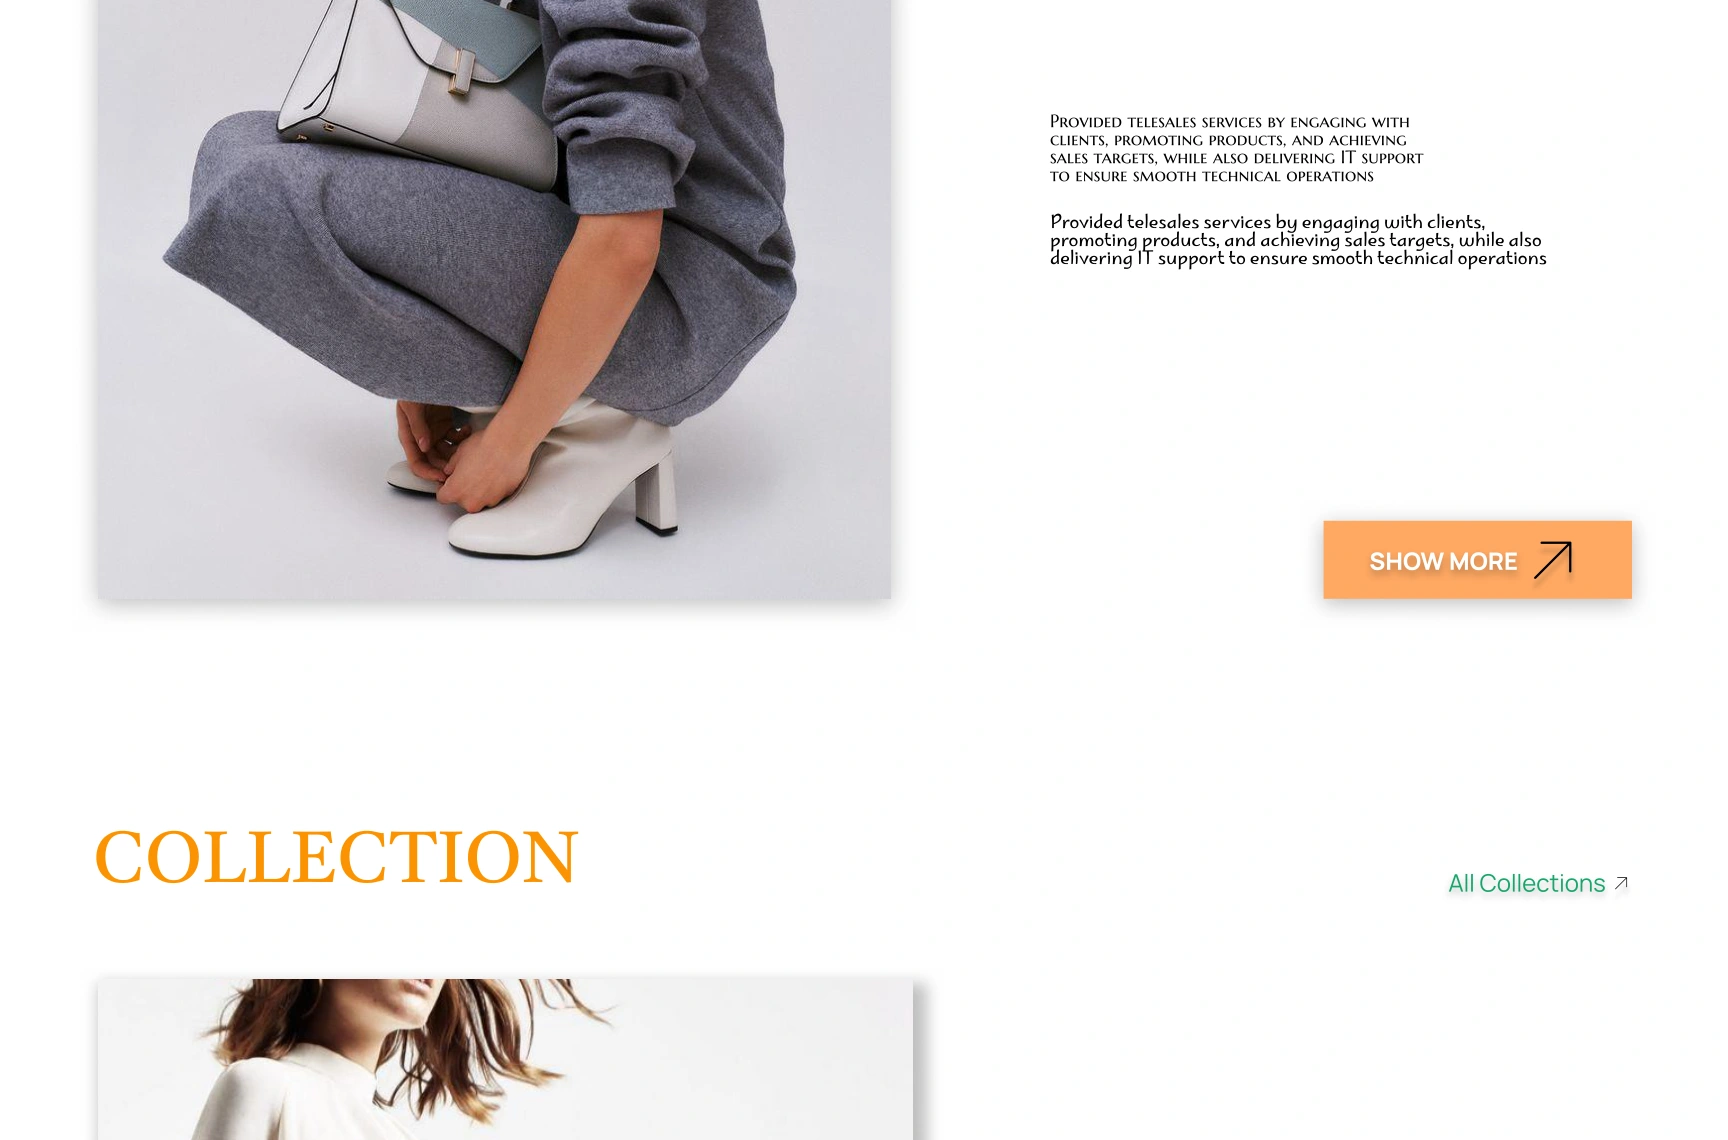 Provided telesales services by engaging with
clients, promoting products, and achieving
sales targets, while also delivering IT support
to ensure smooth technical operations
Provided telesales services by engaging with clients,
promoting products, and achieving sales targets, while also
delivering IT support to ensure smooth technical operations
SHOW MORE
COLLECTION
All Collections